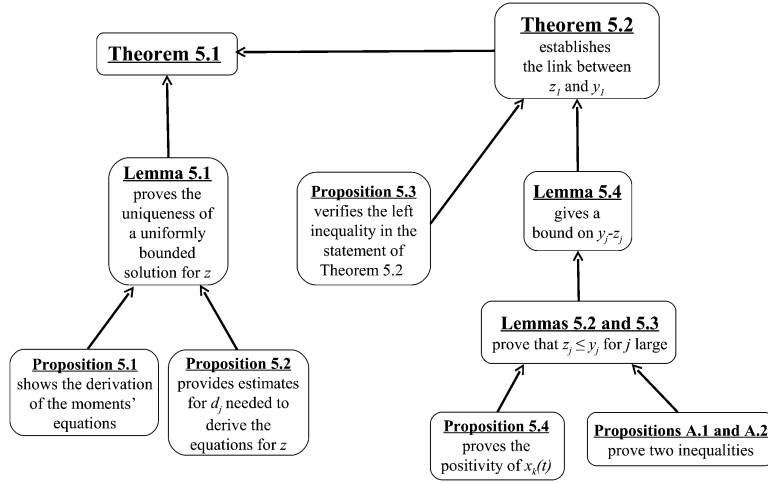 Theorem 5.1
Theorem 5.2
establishes
the link between
z₁ and y₁
Lemma 5.1
proves the
uniqueness of
a uniformly
bounded
solution for z
Proposition 5.3
verifies the left
inequality in the
statement of
Theorem 5.2
Lemma 5.4
gives a
bound on yⱼ-zⱼ
Lemmas 5.2 and 5.3
prove that zⱼ ≤ yⱼ for j large
Proposition 5.1
shows the derivation
of the moments’
equations
Proposition 5.2
provides estimates
for dⱼ needed to
derive the
equations for z
Proposition 5.4
proves the
positivity of xₖ(t)
Propositions A.1 and A.2
prove two inequalities